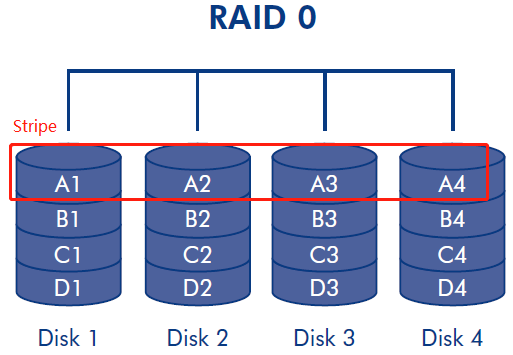 RAID 0
Stripe
A1 A2 A3 A4
B1 B2 B3 B4
C1 C2 C3 C4
D1 D2 D3 D4
Disk 1 Disk 2 Disk 3 Disk 4